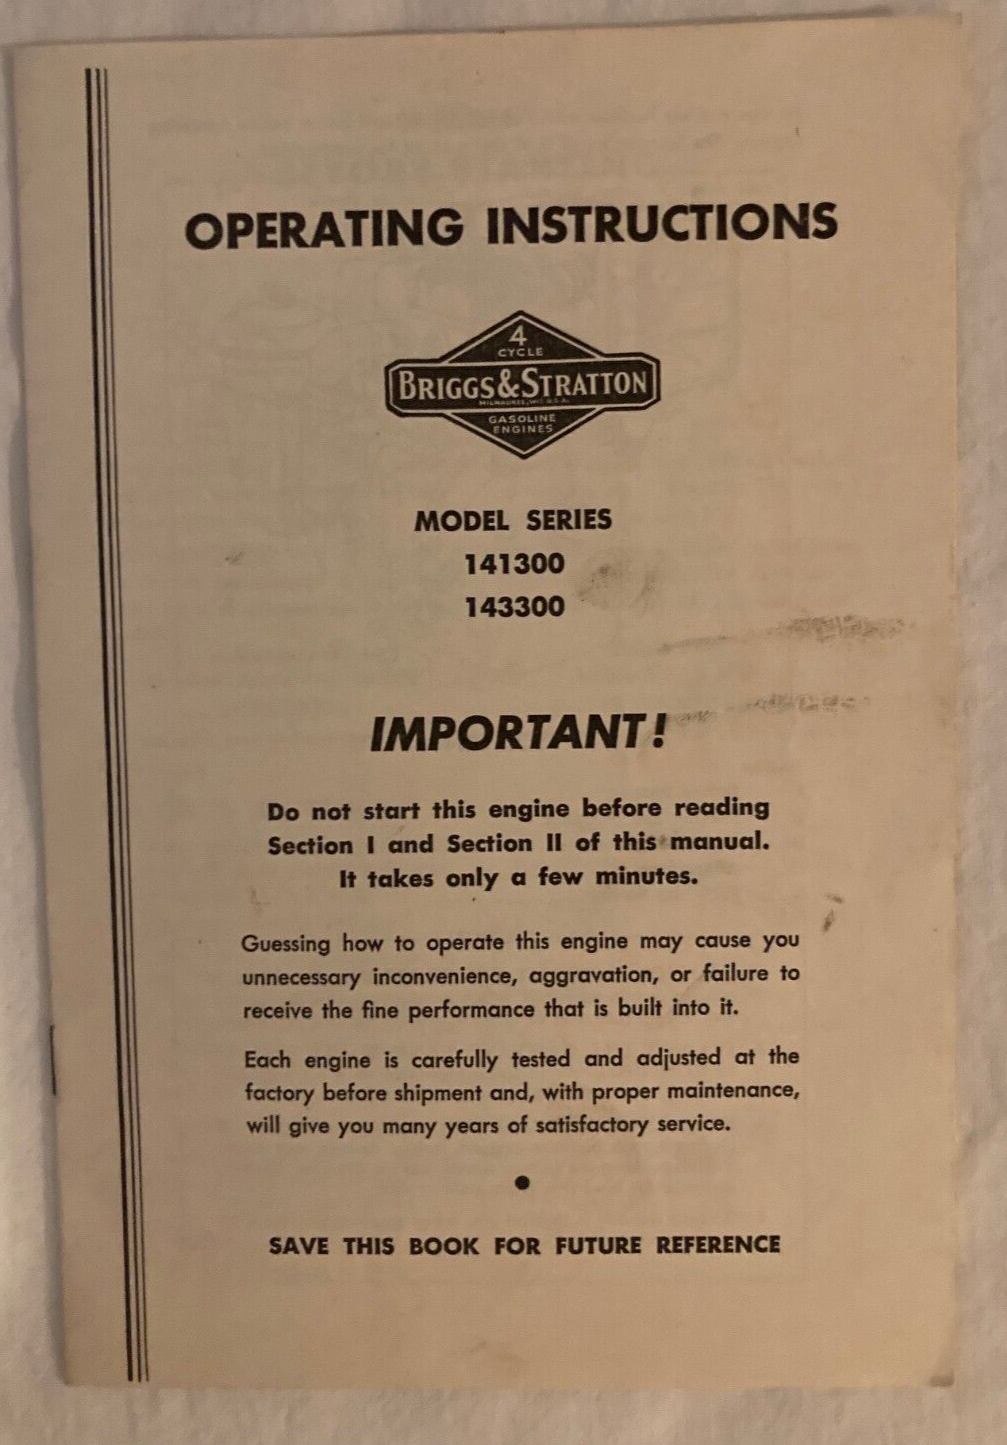 OPERATING INSTRUCTIONS
4
CYCLE
BRIGGS & STRATTON
MILWAUKEE, WIS. U.S.A.
GASOLINE
ENGINES
MODEL SERIES
141300
143300
IMPORTANT!
Do not start this engine before reading
Section I and Section II of this manual.
It takes only a few minutes.
Guessing how to operate this engine may cause you
unnecessary inconvenience, aggravation, or failure to
receive the fine performance that is built into it.
Each engine is carefully tested and adjusted at the
factory before shipment and, with proper maintenance,
will give you many years of satisfactory service.
SAVE THIS BOOK FOR FUTURE REFERENCE